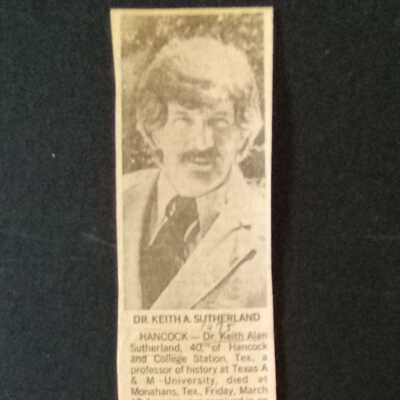 DR. KEITH A. SUTHERLAND
1975
HANCOCK — Dr. Keith Alan
Sutherland, 40, of Hancock
and College Station, Tex., a
professor of history at Texas A
& M University, died at
Monahans, Tex., Friday, March